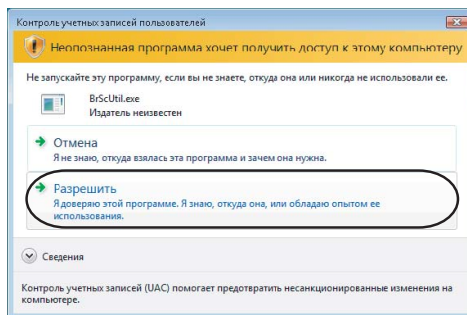 Контроль учетных записей пользователей
Неопознанная программа хочет получить доступ к этому компьютеру
Не запускайте эту программу, если вы не знаете, откуда она или никогда не использовали ее.
BrScUtil.exe
Издатель неизвестен
Отмена
Я не знаю, откуда взялась эта программа и зачем она нужна.
Разрешить
Я доверяю этой программе. Я знаю, откуда она, или обладаю опытом ее
использования.
Сведения
Контроль учетных записей (UAC) помогает предотвратить несанкционированные изменения на
компьютере.